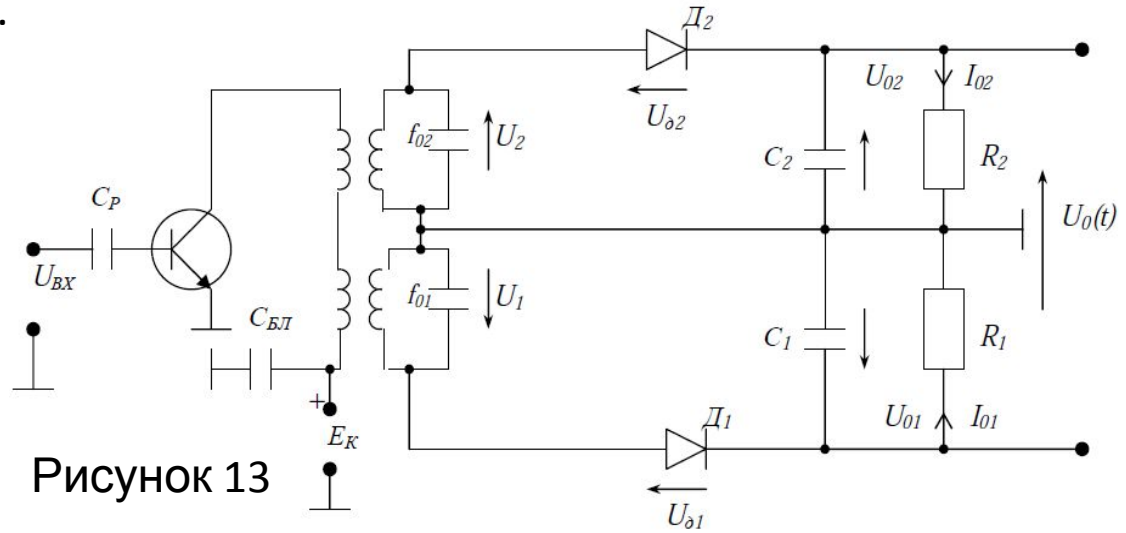 .
Д2
U02
I02
Uд2
f02
U2
C2
R2
CР
U0(t)
UВХ
f01
U1
CБЛ
C1
R1
+
Д1
U01
I01
EК
Рисунок 13
Uд1